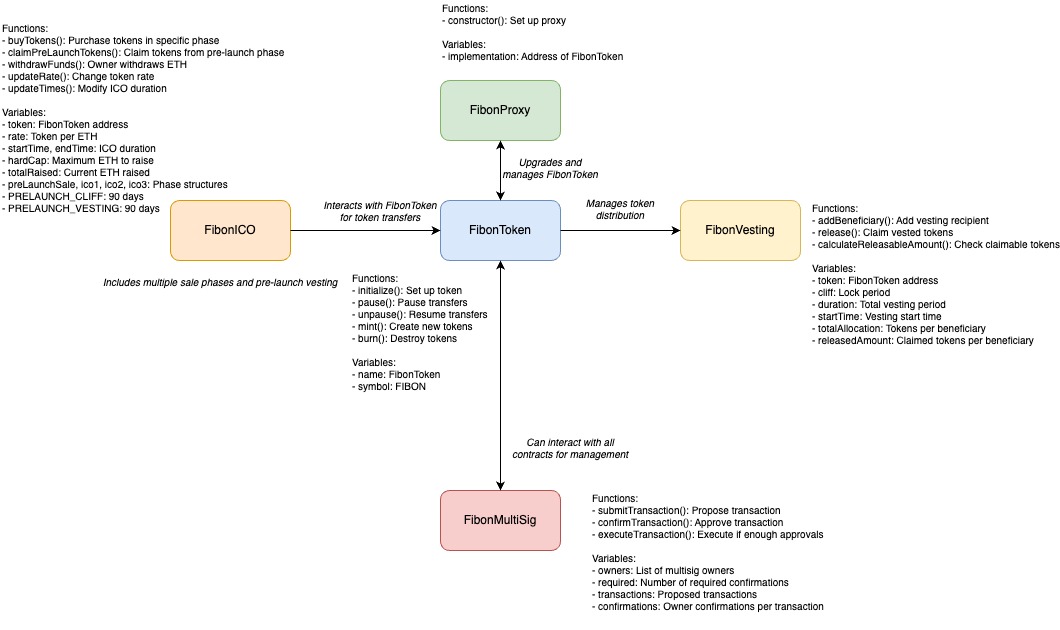 Functions:
- constructor(): Set up proxy
Variables:
- implementation: Address of FibonToken
Functions:
- buyTokens(): Purchase tokens in specific phase
- claimPreLaunchTokens(): Claim tokens from pre-launch phase
- withdrawFunds(): Owner withdraws ETH
- updateRate(): Change token rate
- updateTimes(): Modify ICO duration
Variables:
- token: FibonToken address
- rate: Token per ETH
- startTime, endTime: ICO duration
- hardCap: Maximum ETH to raise
- totalRaised: Current ETH raised
- preLaunchSale, ico1, ico2, ico3: Phase structures
- PRELAUNCH_CLIFF: 90 days
- PRELAUNCH_VESTING: 90 days
FibonProxy
Upgrades and
manages FibonToken
FibonICO
Interacts with FibonToken
for token transfers
FibonToken
Manages token
distribution
FibonVesting
Functions:
- addBeneficiary(): Add vesting recipient
- release(): Claim vested tokens
- calculateReleasableAmount(): Check claimable tokens
Variables:
- token: FibonToken address
- cliff: Lock period
- duration: Total vesting period
- startTime: Vesting start time
- totalAllocation: Tokens per beneficiary
- releasedAmount: Claimed tokens per beneficiary
Includes multiple sale phases and pre-launch vesting
Functions:
- initialize(): Set up token
- pause(): Pause transfers
- unpause(): Resume transfers
- mint(): Create new tokens
- burn(): Destroy tokens
Variables:
- name: FibonToken
- symbol: FIBON
Can interact with all
contracts for management
FibonMultiSig
Functions:
- submitTransaction(): Propose transaction
- confirmTransaction(): Approve transaction
- executeTransaction(): Execute if enough approvals
Variables:
- owners: List of multisig owners
- required: Number of required confirmations
- transactions: Proposed transactions
- confirmations: Owner confirmations per transaction